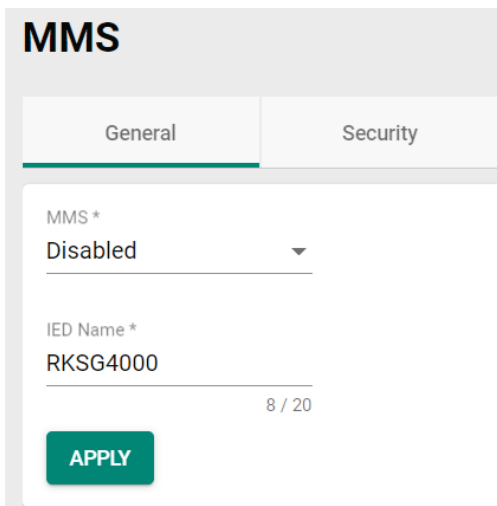 MMS
General
Security
MMS *
Disabled
IED Name *
RKSG4000
8 / 20
APPLY